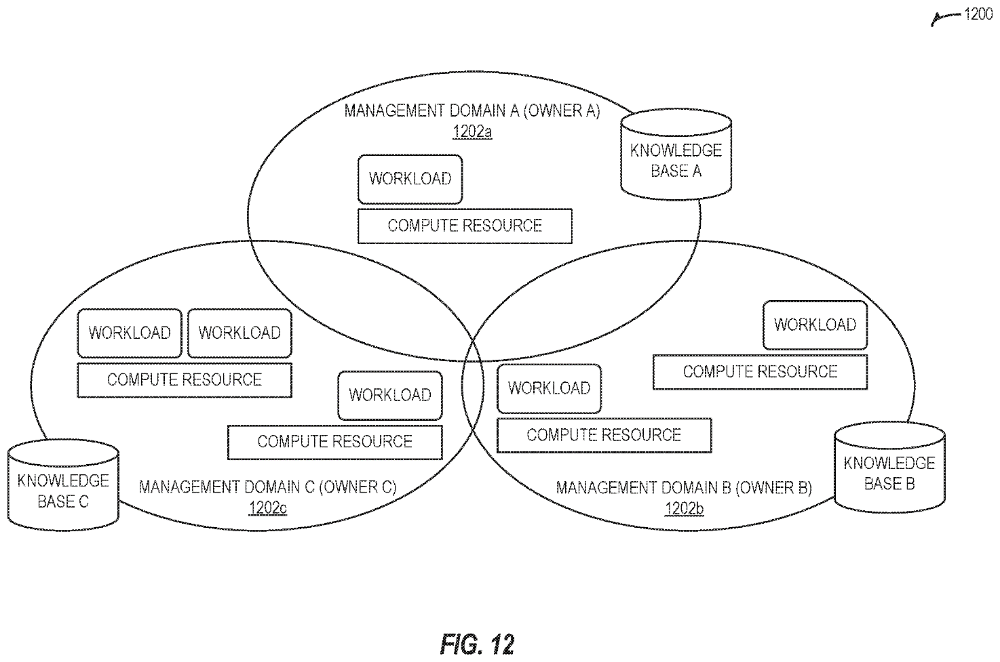 1200
MANAGEMENT DOMAIN A (OWNER A)
1202a
KNOWLEDGE
BASE A
WORKLOAD
COMPUTE RESOURCE
WORKLOAD
WORKLOAD
COMPUTE RESOURCE
WORKLOAD
COMPUTE RESOURCE
KNOWLEDGE
BASE C
MANAGEMENT DOMAIN C (OWNER C)
1202c
WORKLOAD
COMPUTE RESOURCE
WORKLOAD
COMPUTE RESOURCE
KNOWLEDGE
BASE B
MANAGEMENT DOMAIN B (OWNER B)
1202b
FIG. 12